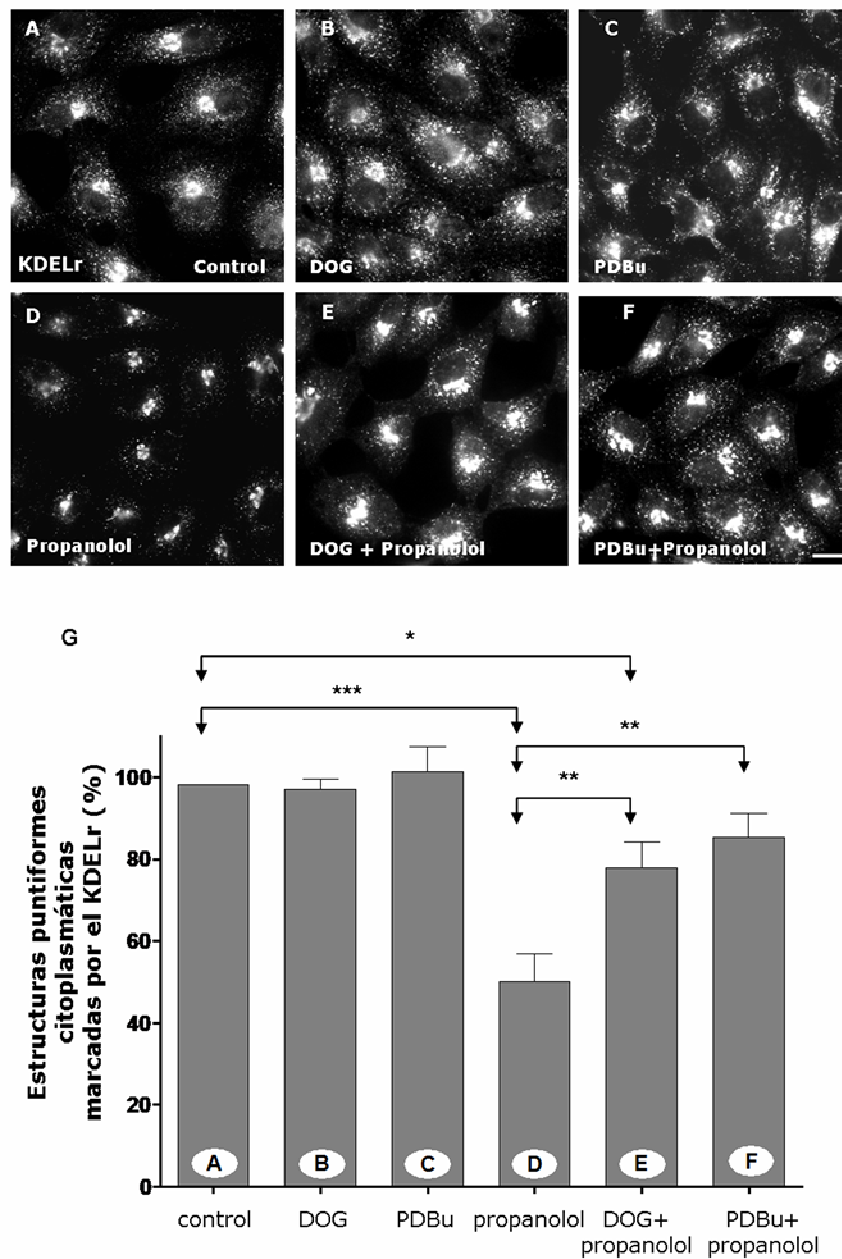 A
B
C
KDELr
Control
DOG
PDBu
D
E
F
Propanolol
DOG + Propanolol
PDBu+Propanolol
G
*
***
**
**
Estructuras puntiformes
citoplasmáticas
marcadas por el KDELr (%)
100
80
60
40
20
0
A
B
C
D
E
F
control
DOG
PDBu
propanolol
DOG+
propanolol
PDBu+
propanolol